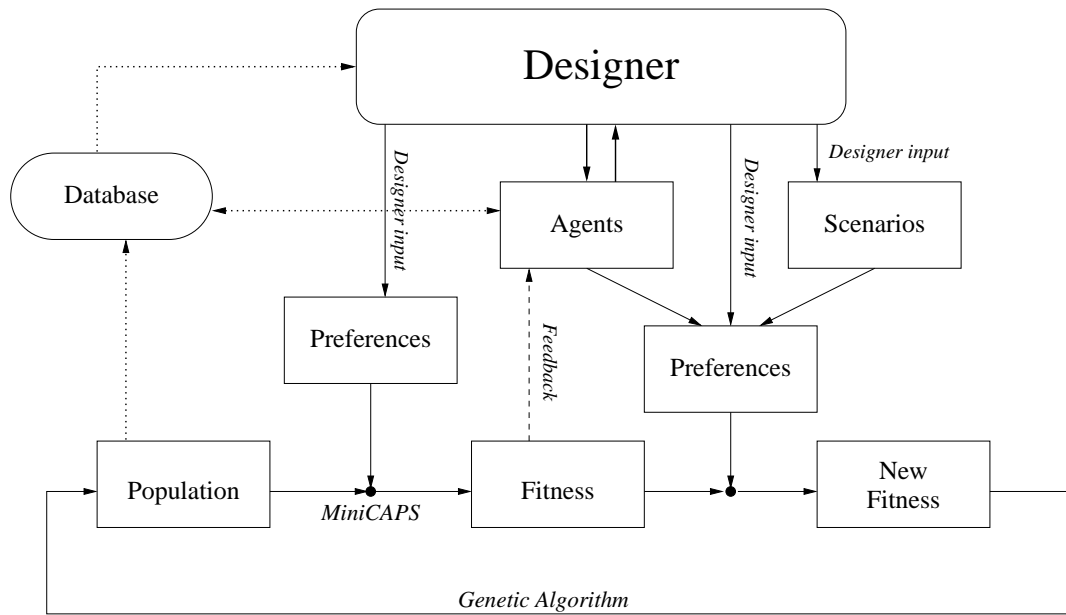 Designer
Designer input
Designer input
Designer input
Database
Agents
Scenarios
Preferences
Feedback
Preferences
Population
MiniCAPS
Fitness
New
Fitness
Genetic Algorithm